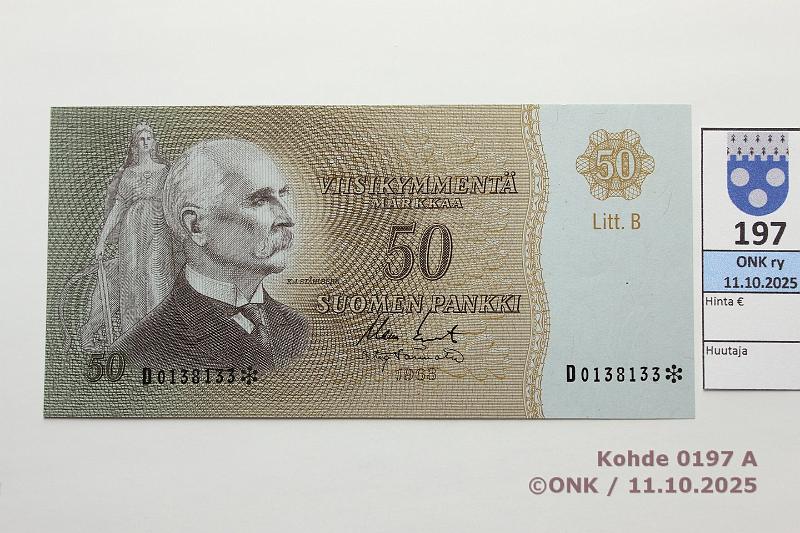 VIISIKYMMENTÄ
MARKKAA
50
SUOMEN PANKKI
1963
50
D0138133*
50
Litt. B
D0138133*
197
ONK ry
11.10.2025
Hinta €
Huutaja
Kohde 0197 A
©ONK / 11.10.2025